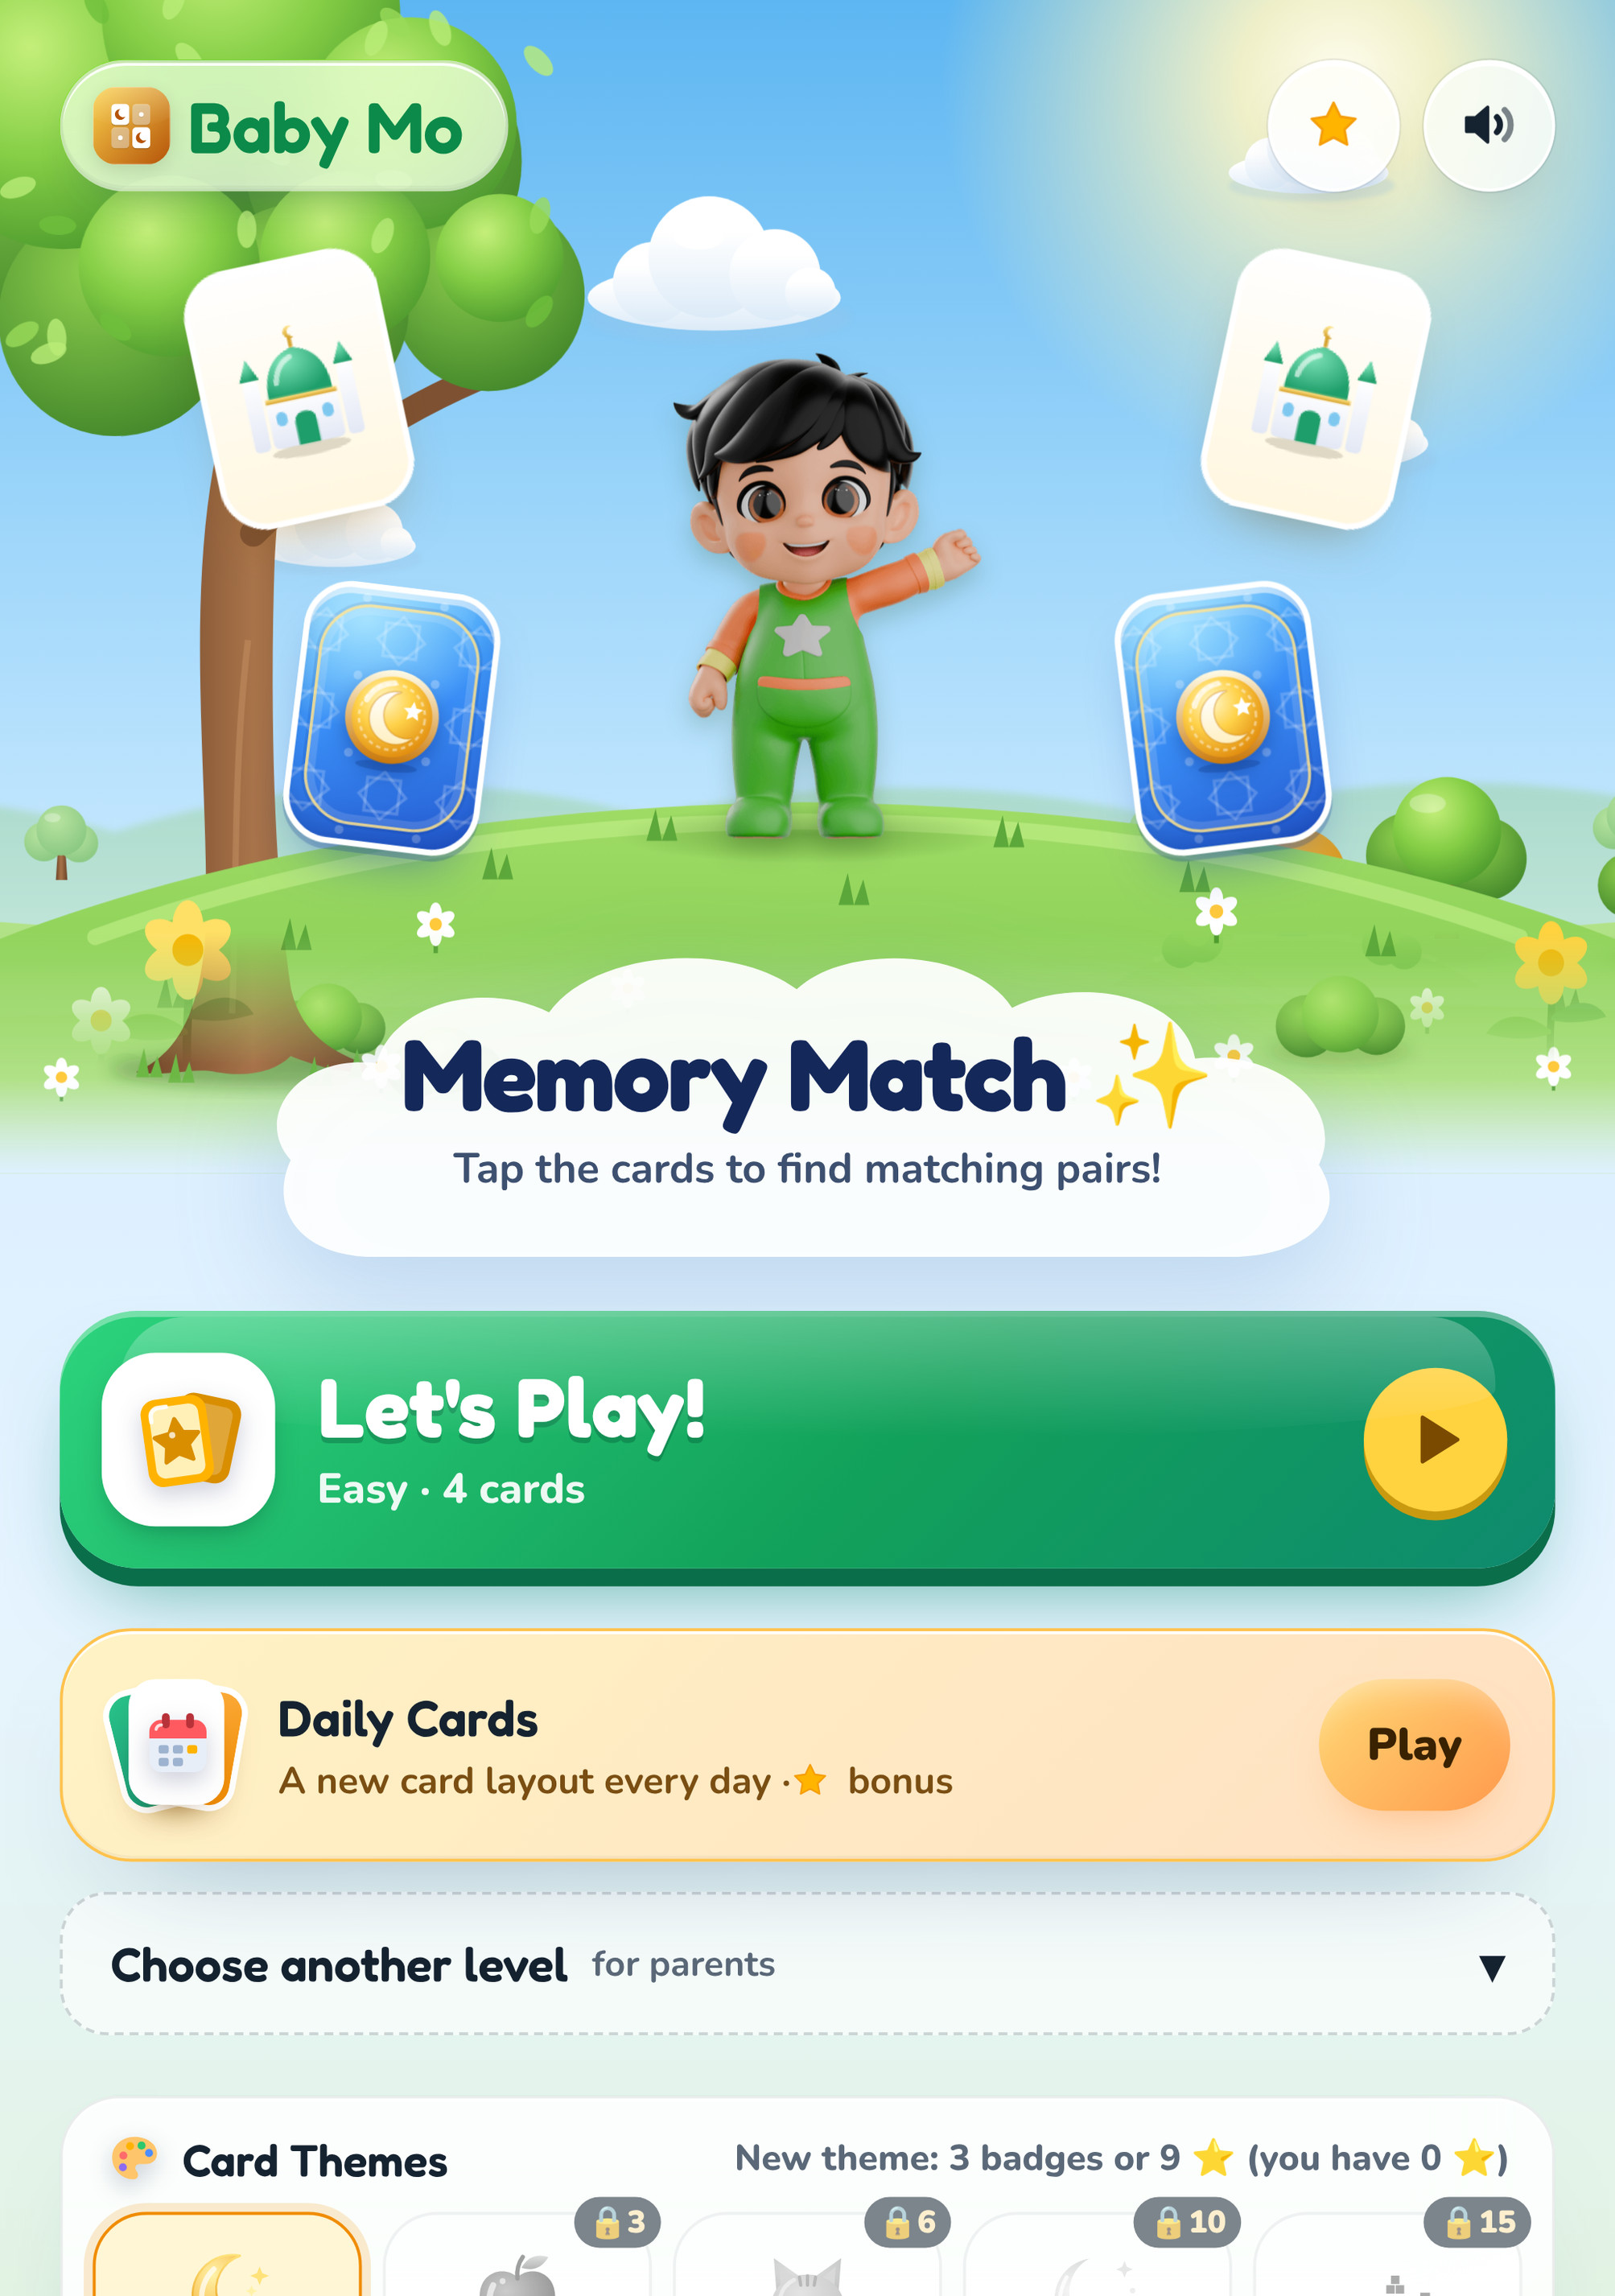 Baby Mo
Memory Match ✨
Tap the cards to find matching pairs!
Let's Play!
Easy · 4 cards
Daily Cards
A new card layout every day · ⭐ bonus
Play
Choose another level for parents ▼
Card Themes
New theme: 3 badges or 9 ⭐ (you have 0 ⭐)
🔒3 🔒6 🔒10 🔒15